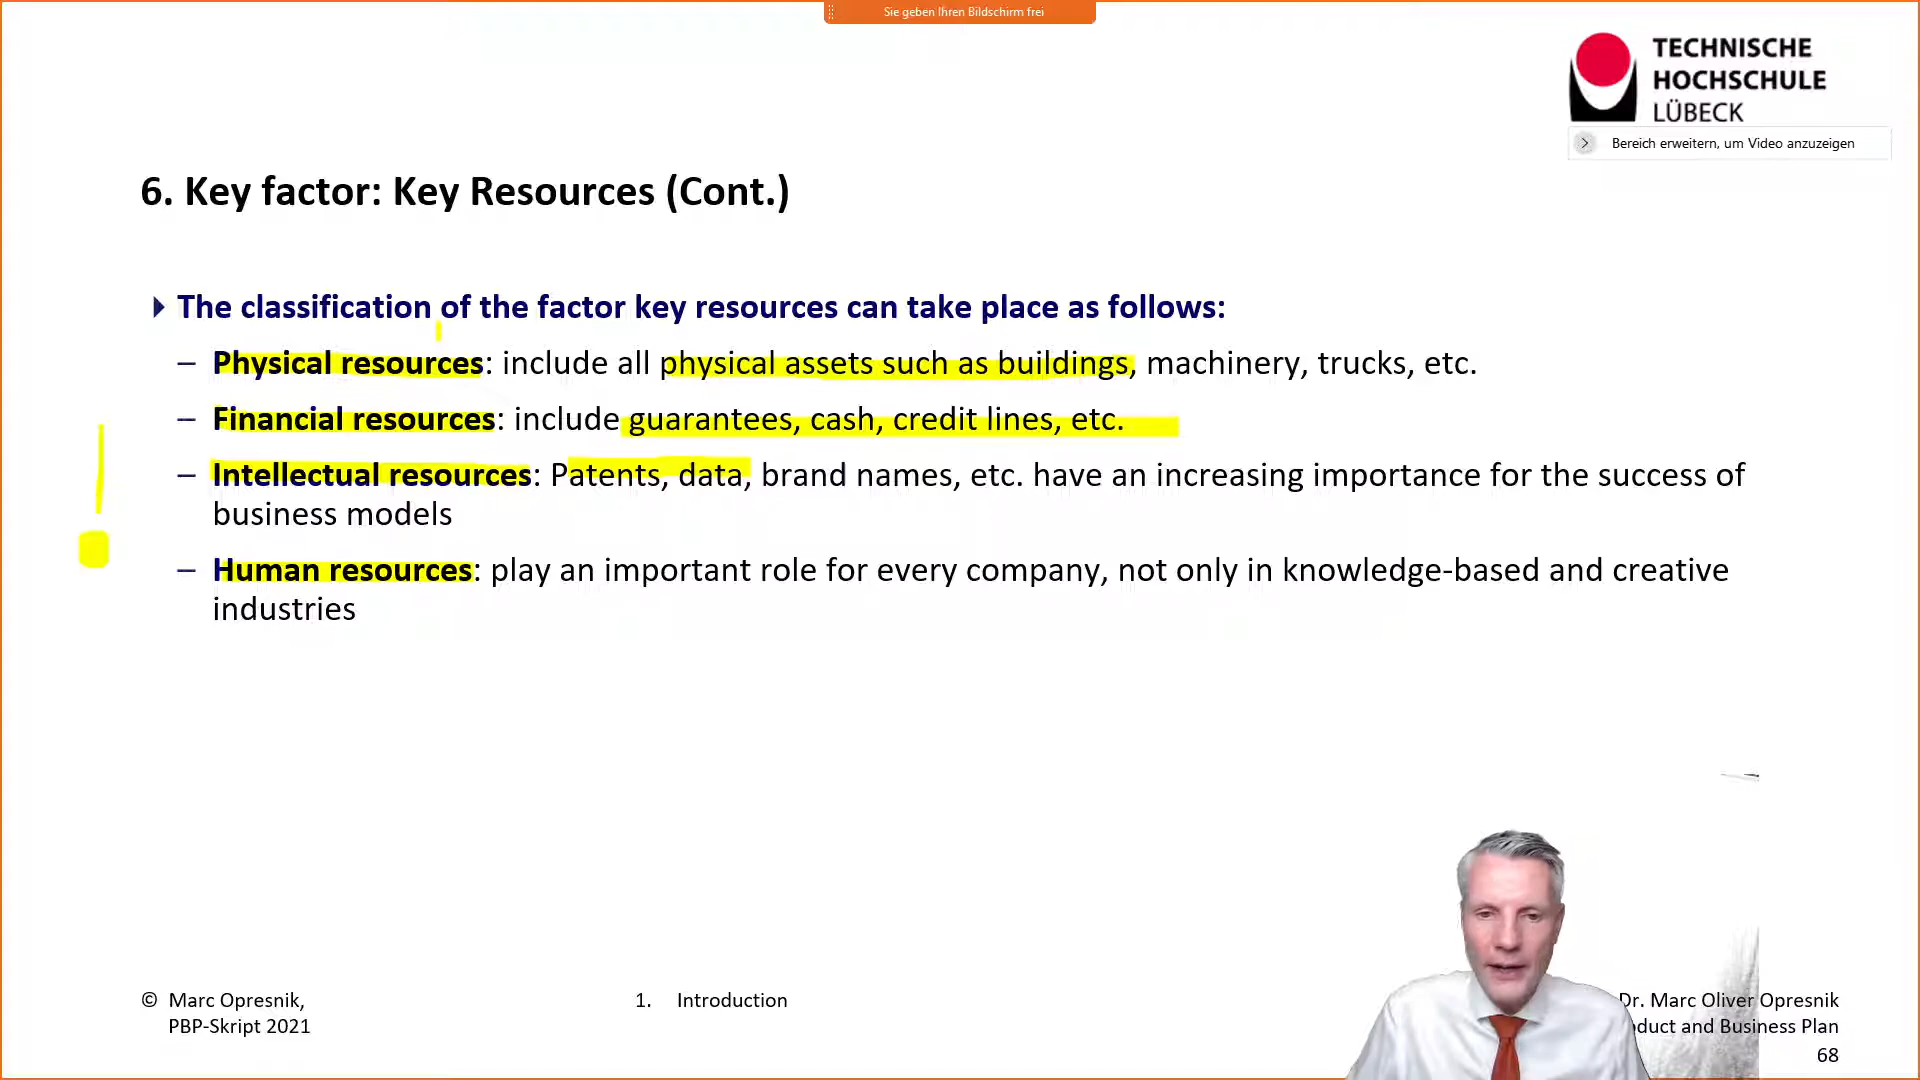 Sie geben Ihren Bildschirm frei
TECHNISCHE
HOCHSCHULE
LÜBECK
Bereich erweitern, um Video anzuzeigen
6. Key factor: Key Resources (Cont.)
The classification of the factor key resources can take place as follows:
– Physical resources: include all physical assets such as buildings, machinery, trucks, etc.
– Financial resources: include guarantees, cash, credit lines, etc.
– Intellectual resources: Patents, data, brand names, etc. have an increasing importance for the success of
business models
– Human resources: play an important role for every company, not only in knowledge-based and creative
industries
© Marc Opresnik,
PBP-Skript 2021
1. Introduction
Dr. Marc Oliver Opresnik
and Business Plan
68